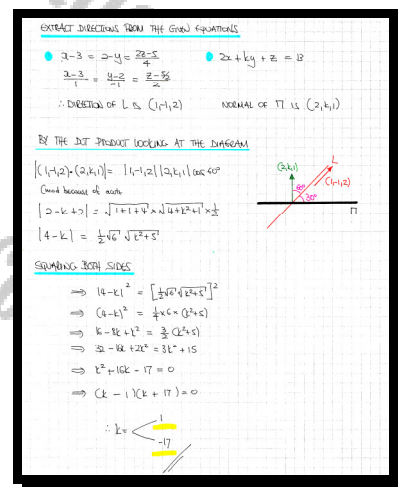 EXTRACT DIRECTIONS FROM THE GIVEN EQUATIONS
x-3 = 2-y = (2z-5)/4
2x + ky + z = 13
(x-3)/1 = (y-2)/-1 = (z-5/2)/2
∴ DIRECTION OF L IS (1,-1,2)
NORMAL OF Π IS (2,k,1)
BY THE DOT PRODUCT LOOKING AT THE DIAGRAM
|(1,-1,2)·(2,k,1)| = |1,-1,2||2,k,1| cos 60°
(mod because of acute
|2-k+2| = √(1+1+4) × √(4+k²+1) × 1/2
|4-k| = 1/2 √6 √(k²+5)
(2,k,1)
L
(1,-1,2)
60°
30°
Π
SQUARING BOTH SIDES
⇒ |4-k|² = [1/2 √6 √(k²+5)]²
⇒ (4-k)² = 1/4 × 6 × (k²+5)
⇒ 16 - 8k + k² = 3/2 (k²+5)
⇒ 32 - 16k + 2k² = 3k² + 15
⇒ k² + 16k - 17 = 0
⇒ (k - 1)(k + 17) = 0
∴ k = 1
-17